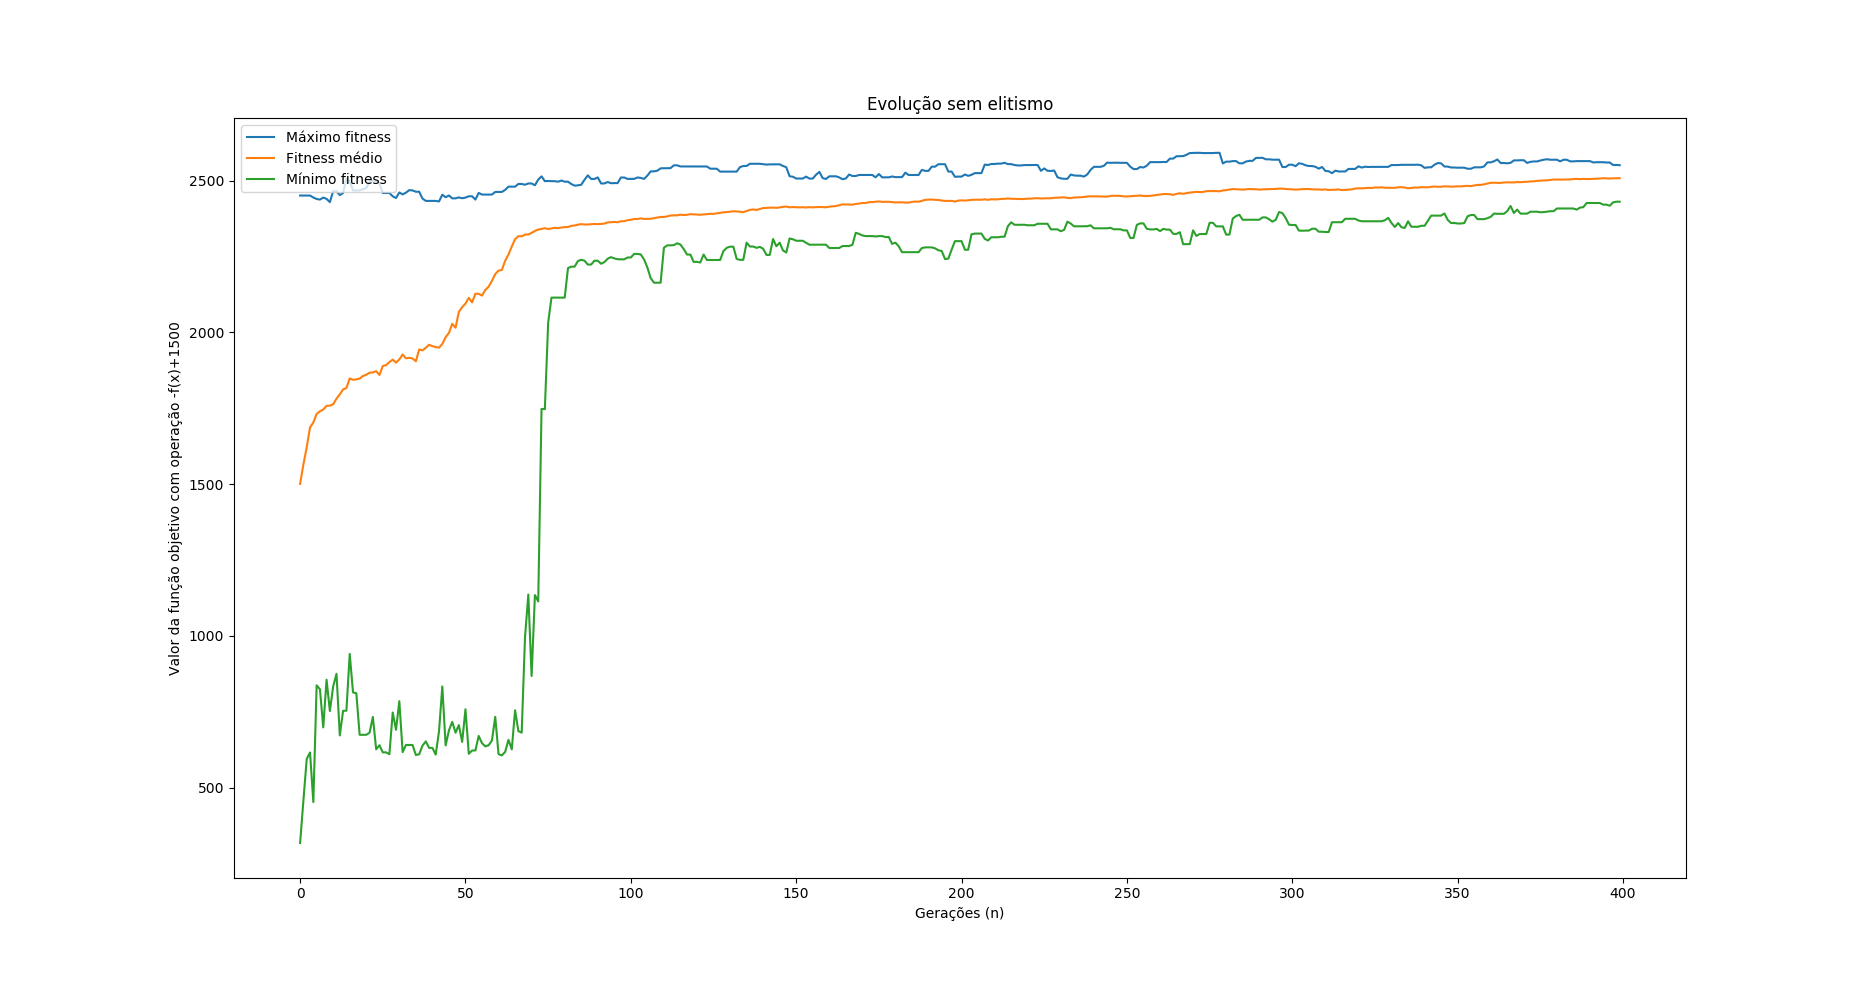 Evolução sem elitismo
Máximo fitness
Fitness médio
Mínimo fitness
Valor da função objetivo com operação -f(x)+1500
2500
2000
1500
1000
500
0 50 100 150 200 250 300 350 400
Gerações (n)